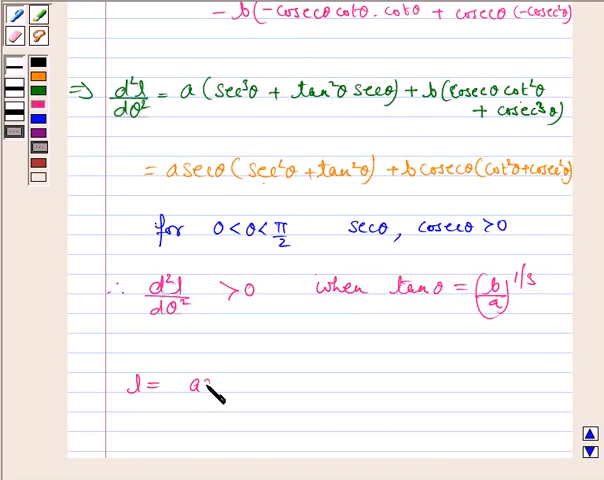 - b(-cosecθ cotθ . cotθ + cosecθ (-cosec²θ)
⇒ d²l/dθ² = a (sec³θ + tan²θ secθ) + b(cosecθ cot²θ
+ cosec³θ)
= a secθ (sec²θ + tan²θ) + b cosecθ (cot²θ + cosec²θ)
for 0 < θ < π/2 secθ, cosecθ > 0
∴ d²l/dθ² > 0 when tanθ = (b/a)^1/3
l = a